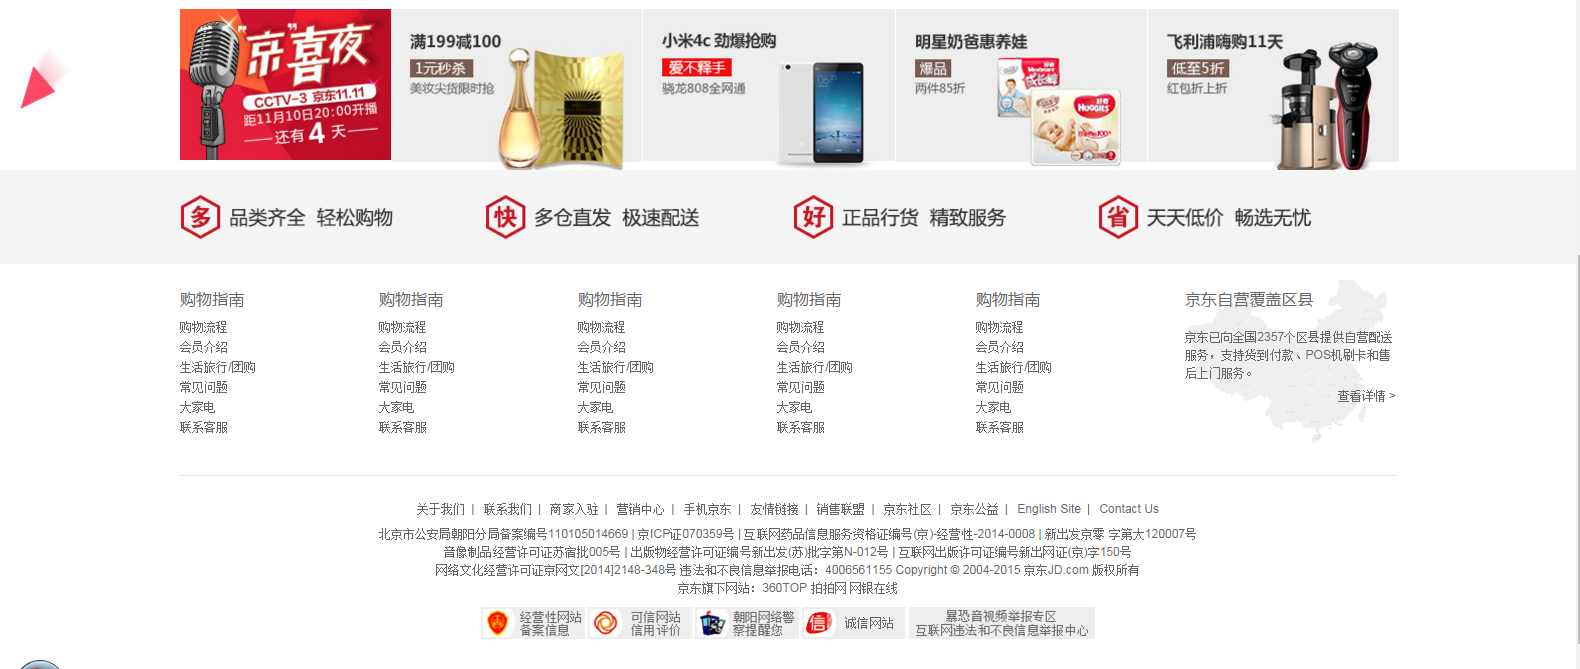 "京"喜夜
CCTV-3 京东11.11
距11月10日20:00开播
还有 4 天
满199减100
1元秒杀
美妆尖货限时抢
小米4c 劲爆抢购
爱不释手
骁龙808全网通
明星奶爸惠养娃
爆品
两件85折
飞利浦嗨购11天
低至5折
红包折上折
多 品类齐全 轻松购物
快 多仓直发 极速配送
好 正品行货 精致服务
省 天天低价 畅选无忧
购物指南
购物流程
会员介绍
生活旅行/团购
常见问题
大家电
联系客服
购物指南
购物流程
会员介绍
生活旅行/团购
常见问题
大家电
联系客服
购物指南
购物流程
会员介绍
生活旅行/团购
常见问题
大家电
联系客服
购物指南
购物流程
会员介绍
生活旅行/团购
常见问题
大家电
联系客服
购物指南
购物流程
会员介绍
生活旅行/团购
常见问题
大家电
联系客服
京东自营覆盖区县
京东已向全国2357个区县提供自营配送
服务，支持货到付款、POS机刷卡和售
后上门服务。
查看详情 >
关于我们 | 联系我们 | 商家入驻 | 营销中心 | 手机京东 | 友情链接 | 销售联盟 | 京东社区 | 京东公益 | English Site | Contact Us
北京市公安局朝阳分局备案编号110105014669 | 京ICP证070359号 | 互联网药品信息服务资格证编号(京)-经营性-2014-0008 | 新出发京零 字第大120007号
音像制品经营许可证苏宿批005号 | 出版物经营许可证编号新出发(苏)批字第N-012号 | 互联网出版许可证编号新出网证(京)字150号
网络文化经营许可证京网文[2014]2148-348号 违法和不良信息举报电话：4006561155 Copyright © 2004-2015 京东JD.com 版权所有
京东旗下网站：360TOP 拍拍网 网银在线
经营性网站
备案信息
可信网站
信用评价
朝阳网络警
察提醒您
信 诚信网站
暴恐音视频举报专区
互联网违法和不良信息举报中心
HUGGIES